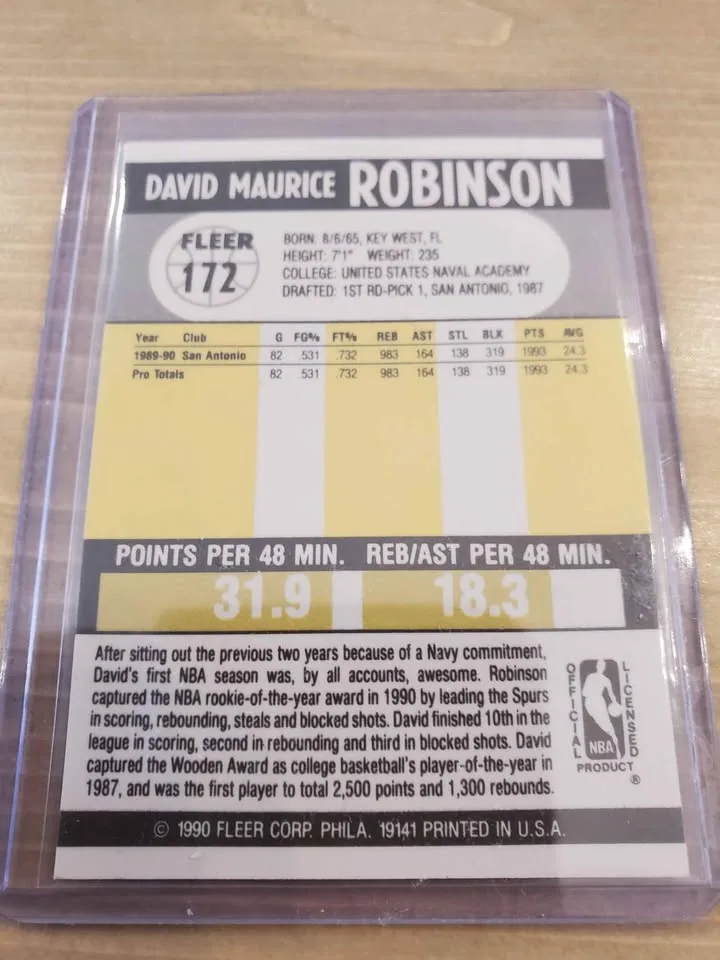 DAVID MAURICE ROBINSON
FLEER
172
BORN: 8/6/65, KEY WEST, FL
HEIGHT: 7'1" WEIGHT: 235
COLLEGE: UNITED STATES NAVAL ACADEMY
DRAFTED: 1ST RD-PICK 1, SAN ANTONIO, 1987
Year Club G FG% FT% REB AST STL BLK PTS AVG
1989-90 San Antonio 82 .531 .732 983 164 138 319 1993 24.3
Pro Totals 82 .531 .732 983 164 138 319 1993 24.3
POINTS PER 48 MIN. REB/AST PER 48 MIN.
31.9 18.3
After sitting out the previous two years because of a Navy commitment,
David's first NBA season was, by all accounts, awesome. Robinson
captured the NBA rookie-of-the-year award in 1990 by leading the Spurs
in scoring, rebounding, steals and blocked shots. David finished 10th in the
league in scoring, second in rebounding and third in blocked shots. David
captured the Wooden Award as college basketball's player-of-the-year in
1987, and was the first player to total 2,500 points and 1,300 rebounds.
OFFICIAL
NBA
LICENSED
PRODUCT
®
© 1990 FLEER CORP. PHILA. 19141 PRINTED IN U.S.A.